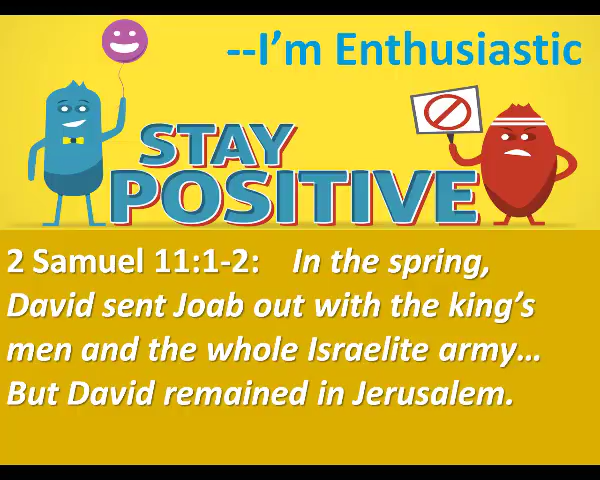 --I’m Enthusiastic
STAY
POSITIVE
2 Samuel 11:1-2: In the spring,
David sent Joab out with the king’s
men and the whole Israelite army…
But David remained in Jerusalem.